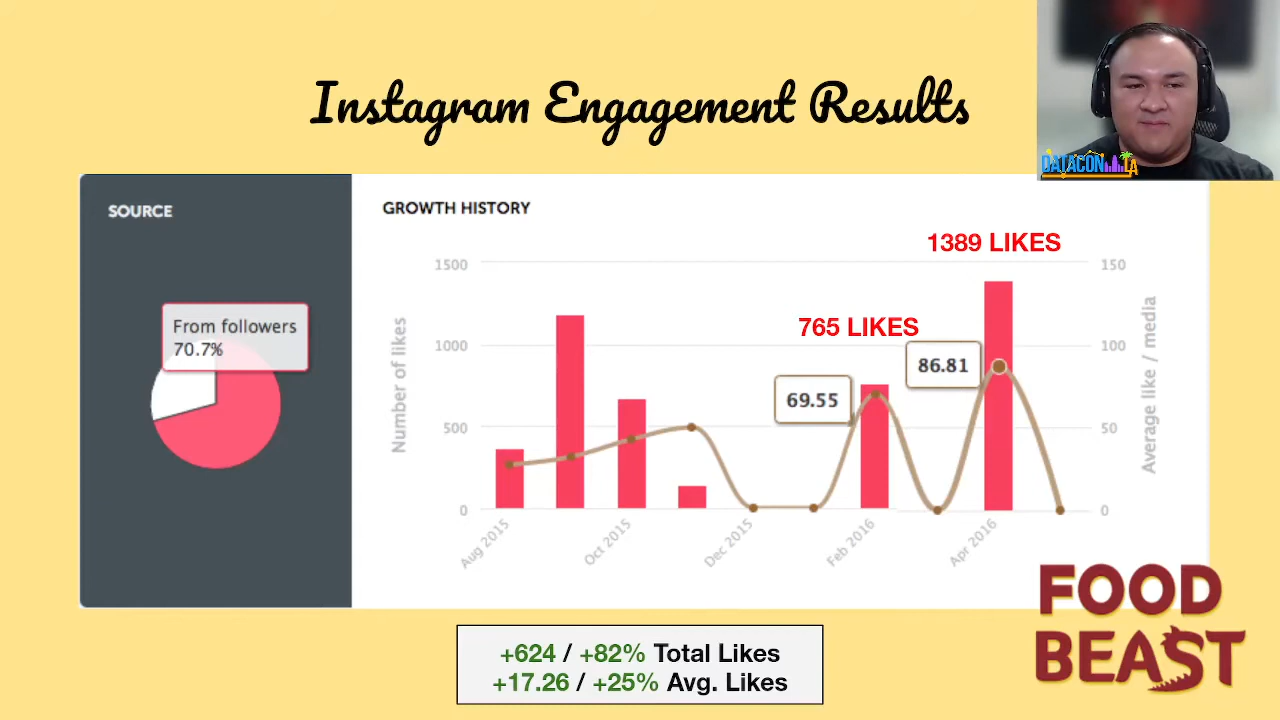 Instagram Engagement Results
DATACON LA
SOURCE
From followers
70.7%
GROWTH HISTORY
1389 LIKES
765 LIKES
1500
1000
500
0
Number of likes
150
100
50
0
Average like / media
69.55
86.81
Aug 2015
Oct 2015
Dec 2015
Feb 2016
Apr 2016
FOOD
BEAST
+624 / +82% Total Likes
+17.26 / +25% Avg. Likes